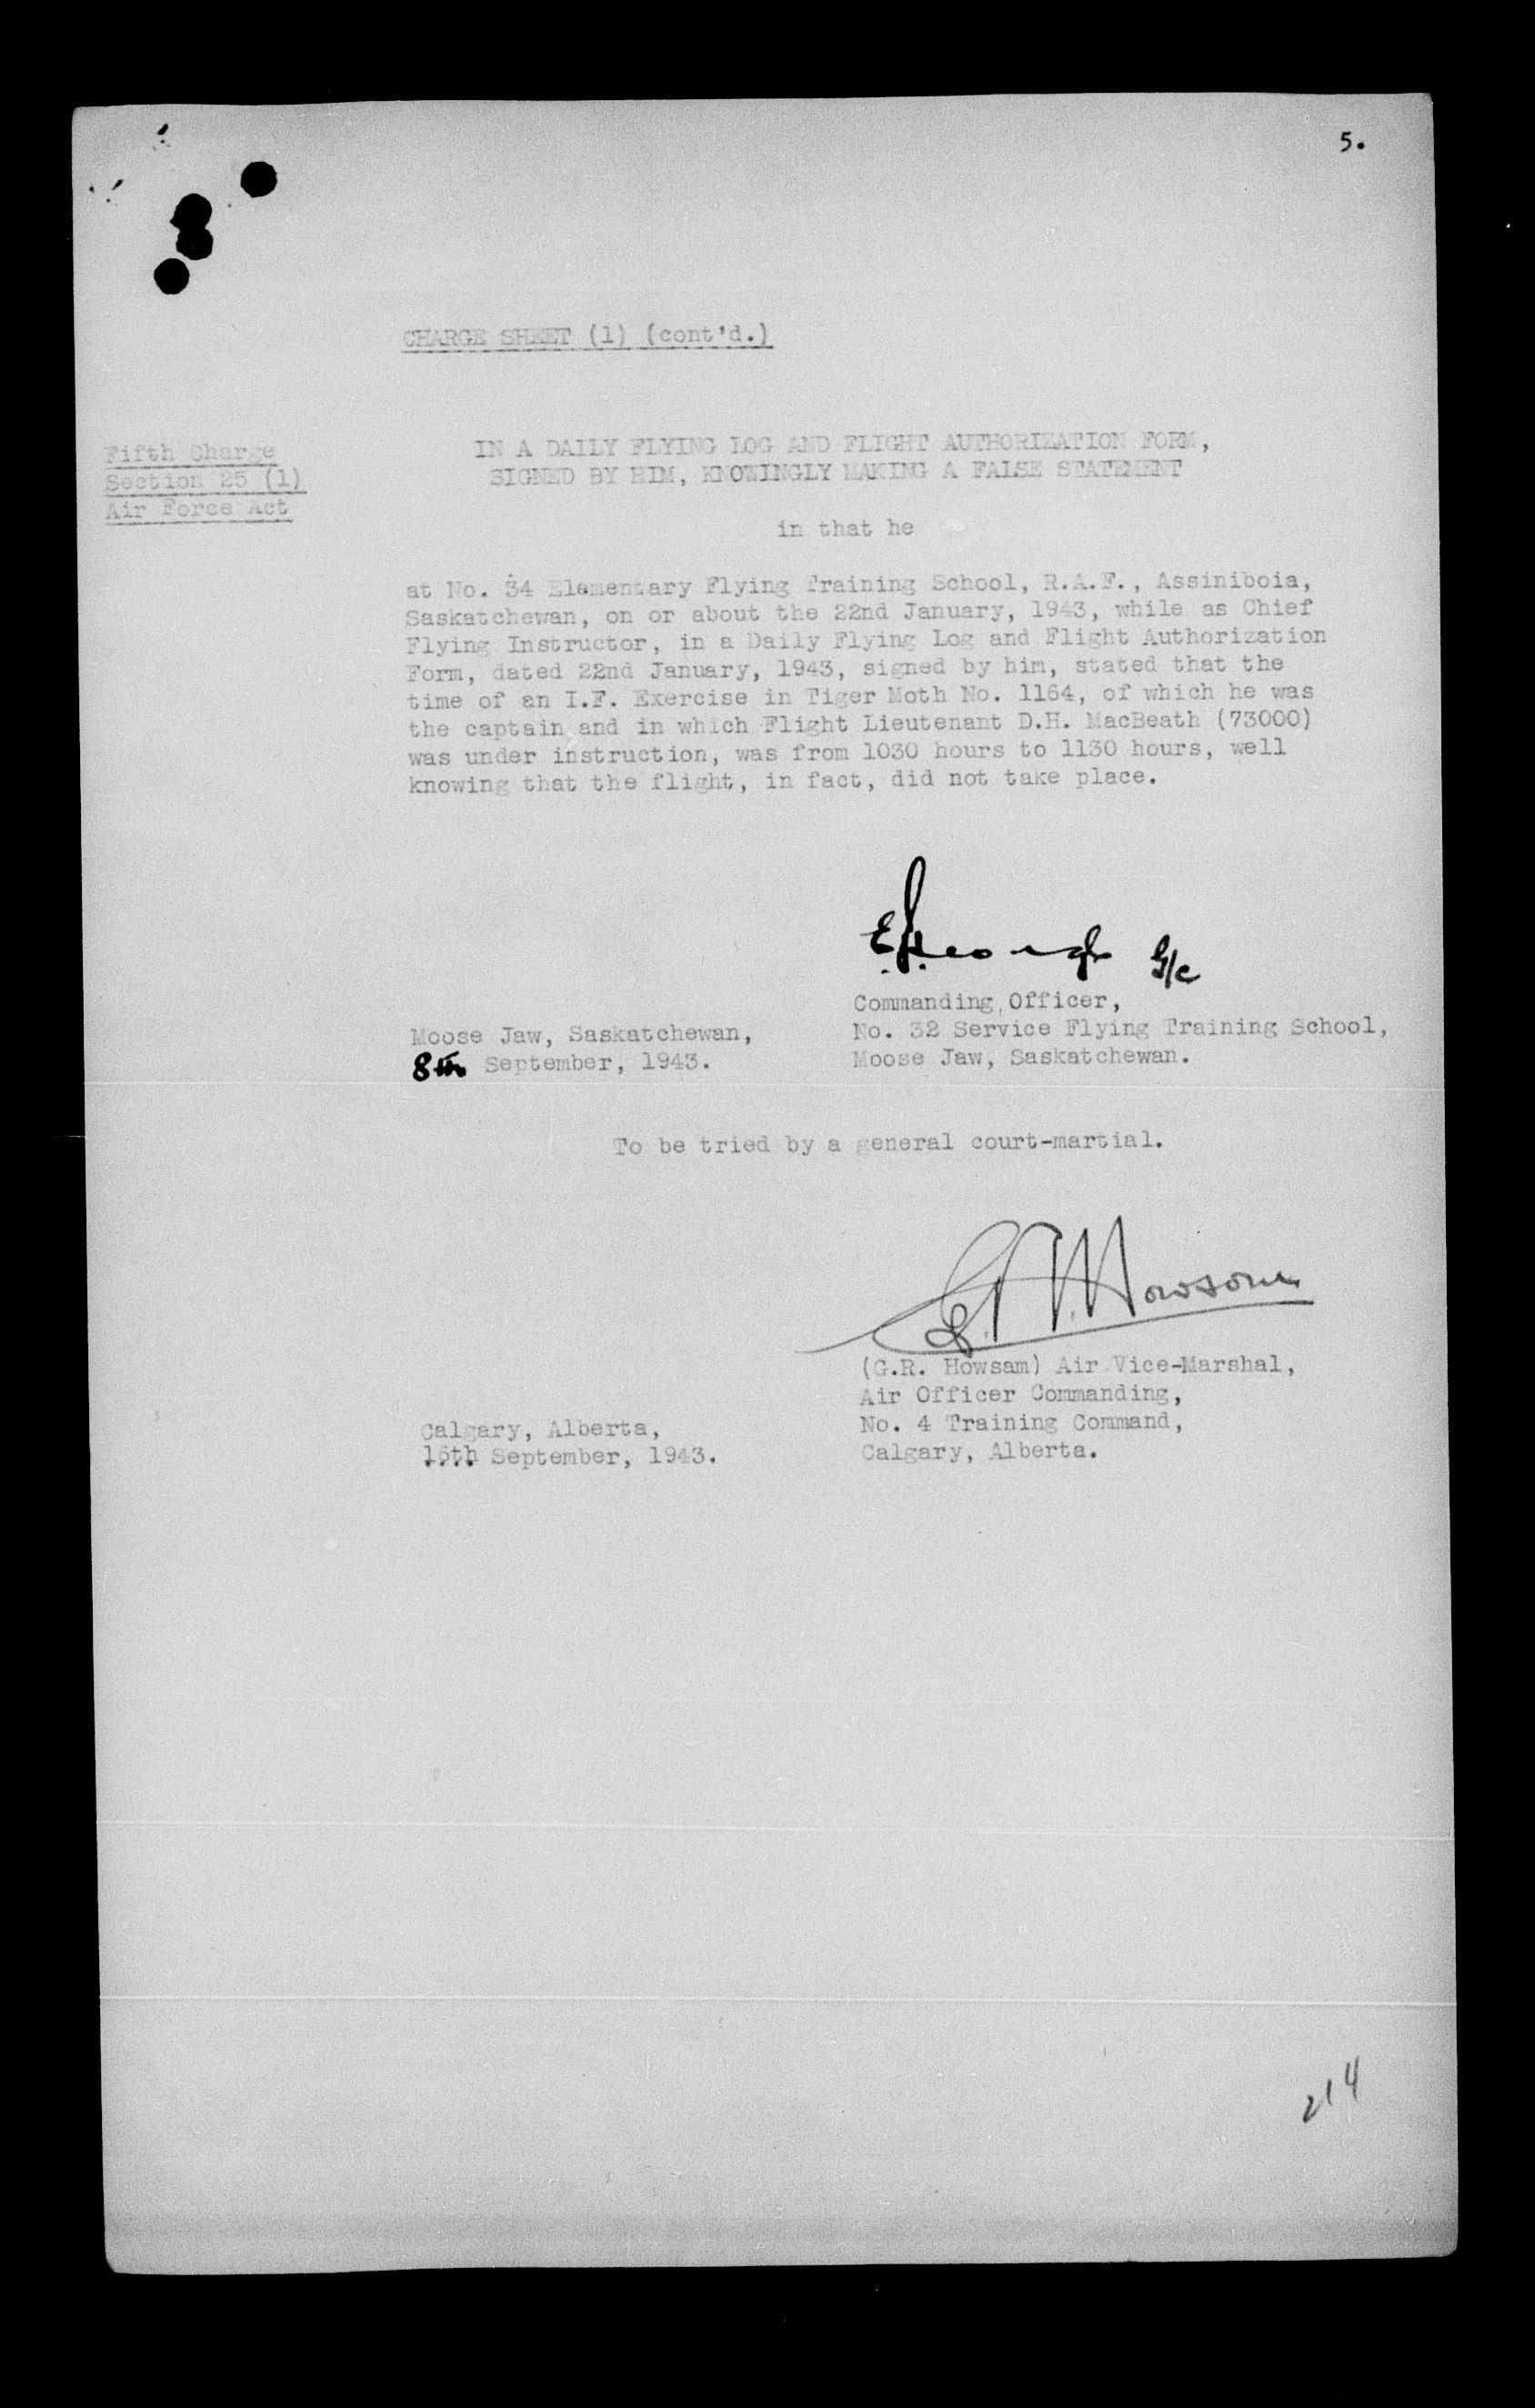 5.
CHARGE SHEET (1) (cont'd.)
Fifth Charge
Section 25 (1)
Air Force Act
IN A DAILY FLYING LOG AND FLIGHT AUTHORIZATION FORM,
SIGNED BY HIM, KNOWINGLY MAKING A FALSE STATEMENT
in that he
at No. 34 Elementary Flying Training School, R.A.F., Assiniboia,
Saskatchewan, on or about the 22nd January, 1943, while as Chief
Flying Instructor, in a Daily Flying Log and Flight Authorization
Form, dated 22nd January, 1943, signed by him, stated that the
time of an I.F. Exercise in Tiger Moth No. 1164, of which he was
the captain and in which Flight Lieutenant D.H. MacBeath (73000)
was under instruction, was from 1030 hours to 1130 hours, well
knowing that the flight, in fact, did not take place.
G/c
Commanding Officer,
No. 32 Service Flying Training School,
Moose Jaw, Saskatchewan.
Moose Jaw, Saskatchewan,
8th September, 1943.
To be tried by a general court-martial.
G.R. Howsam
(G.R. Howsam) Air Vice-Marshal,
Air Officer Commanding,
No. 4 Training Command,
Calgary, Alberta.
Calgary, Alberta,
September, 1943.
214